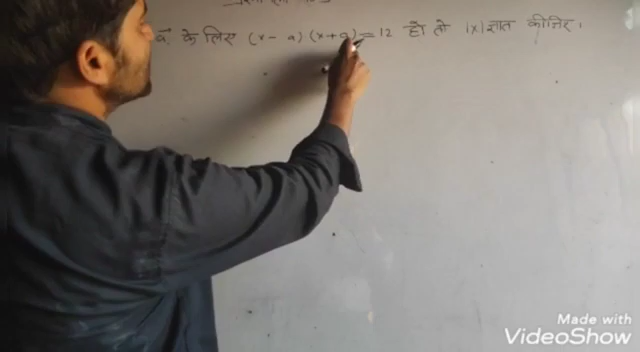 a⃗ के लिए (x - a) (x + a) = 12 हो तो |x| ज्ञात कीजिए ।
Made with
VideoShow